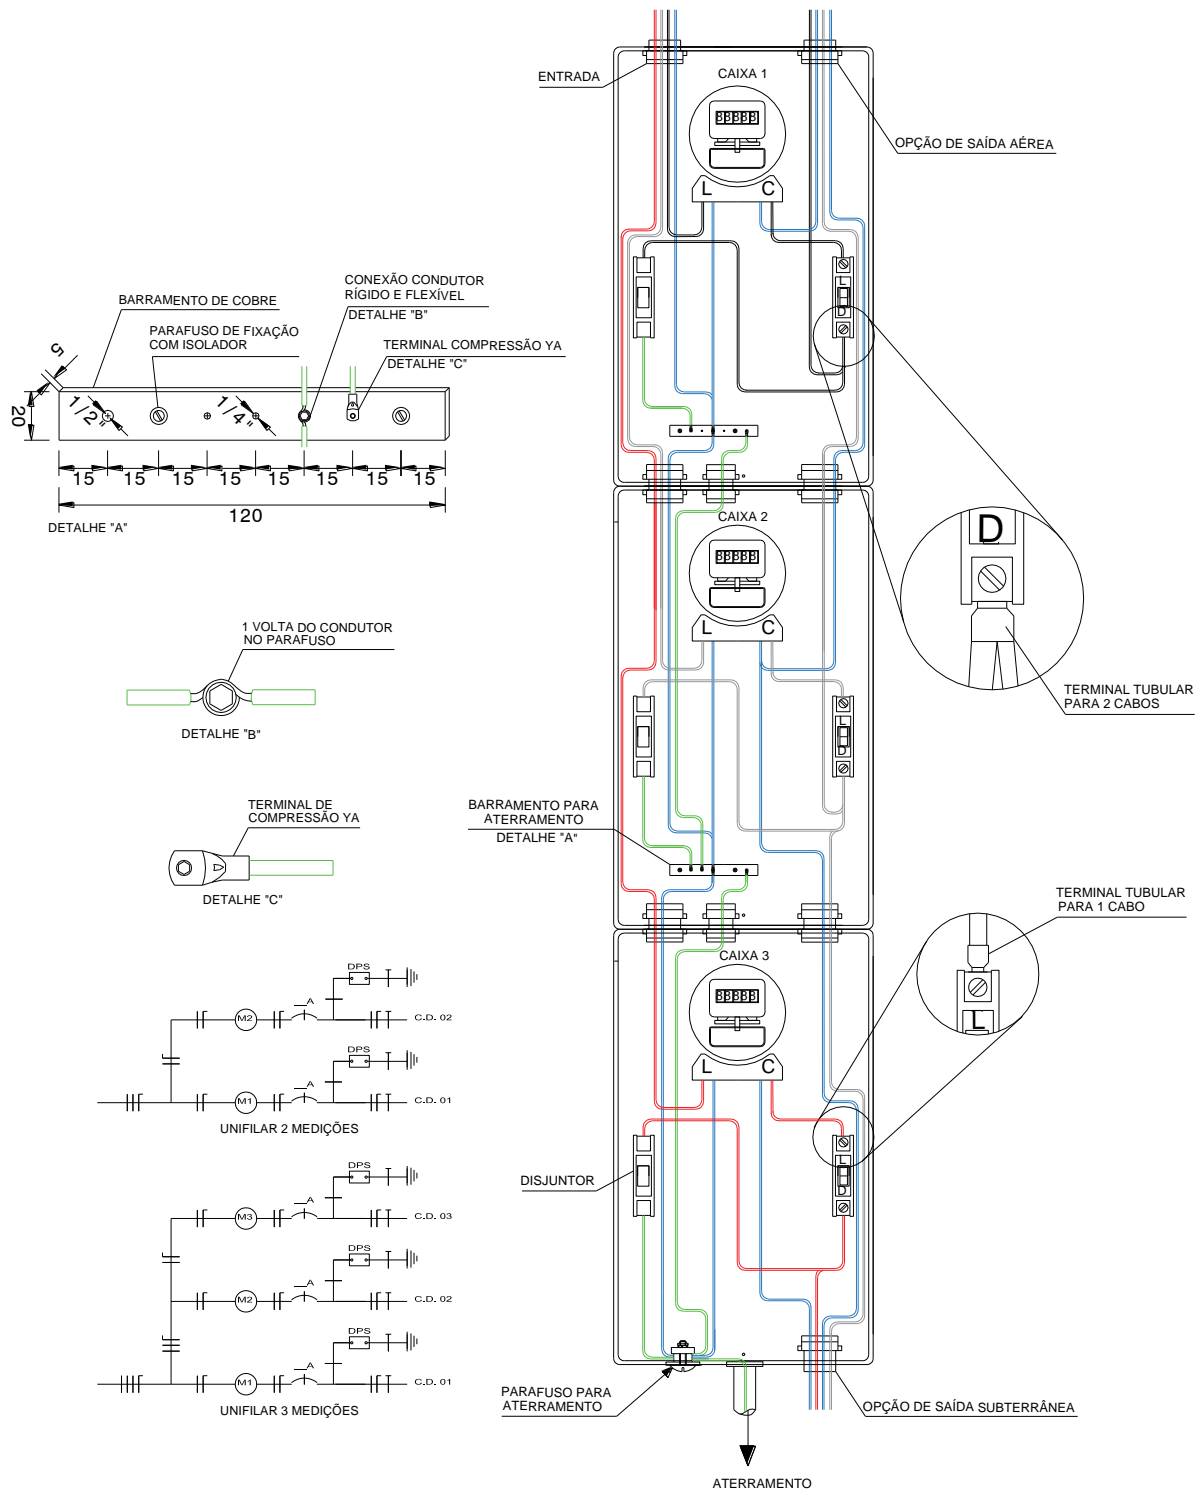 ENTRADA
CAIXA 1
88888
L C
OPÇÃO DE SAÍDA AÉREA
L
D
CONEXÃO CONDUTOR
RÍGIDO E FLEXÍVEL
DETALHE "B"
BARRAMENTO DE COBRE
PARAFUSO DE FIXAÇÃO
COM ISOLADOR
TERMINAL COMPRESSÃO YA
DETALHE "C"
5
20
1/2"
1/4"
15 15 15 15 15 15 15 15
120
DETALHE "A"
CAIXA 2
88888
L C
D
TERMINAL TUBULAR
PARA 2 CABOS
1 VOLTA DO CONDUTOR
NO PARAFUSO
DETALHE "B"
L
D
TERMINAL DE
COMPRESSÃO YA
DETALHE "C"
BARRAMENTO PARA
ATERRAMENTO
DETALHE "A"
TERMINAL TUBULAR
PARA 1 CABO
L
CAIXA 3
88888
L C
DPS
A
M2
C.D. 02
DPS
A
M1
C.D. 01
UNIFILAR 2 MEDIÇÕES
DISJUNTOR
L
D
DPS
A
M3
C.D. 03
DPS
A
M2
C.D. 02
DPS
A
M1
C.D. 01
UNIFILAR 3 MEDIÇÕES
PARAFUSO PARA
ATERRAMENTO
OPÇÃO DE SAÍDA SUBTERRÂNEA
ATERRAMENTO